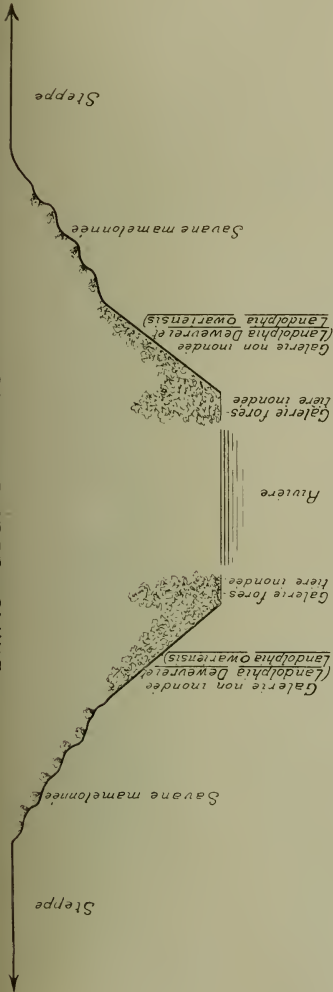 Steppe
Savane mamelonnée
Galerie non inondée
(Landolphia Dewevrei et
Landolphia Owariensis)
Galerie fores-
tière inondée.
Rivière
Galerie fores-
tière inondée
Galerie non inondée
(Landolphia Dewevrei et
Landolphia Owariensis)
Savane mamelonnée
Steppe